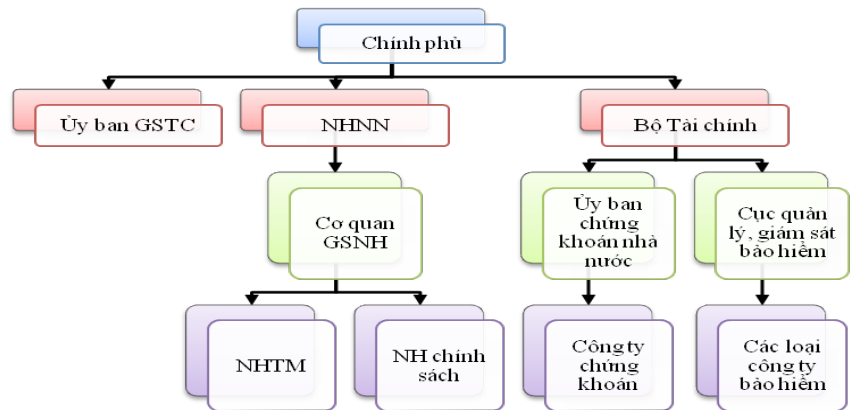 Chính phủ
Ủy ban GSTC
NHNN
Bộ Tài chính
Cơ quan
GSNH
Ủy ban
chứng
khoán nhà
nước
Cục quản
lý, giám sát
bảo hiểm
NHTM
NH chính
sách
Công ty
chứng
khoán
Các loại
công ty
bảo hiểm